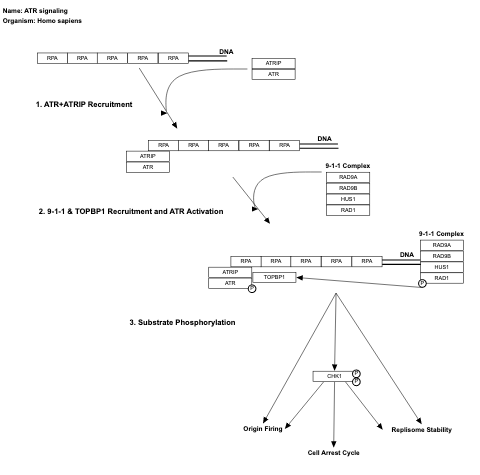 Name: ATR signaling
Organism: Homo sapiens
DNA
RPA RPA RPA RPA RPA
ATRIP
ATR
1. ATR+ATRIP Recruitment
DNA
RPA RPA RPA RPA RPA
ATRIP
ATR
9-1-1 Complex
RAD9A
RAD9B
HUS1
RAD1
2. 9-1-1 & TOPBP1 Recruitment and ATR Activation
9-1-1 Complex
RAD9A
RAD9B
HUS1
RAD1
P
DNA
RPA RPA RPA RPA RPA
ATRIP
ATR
P
TOPBP1
3. Substrate Phosphorylation
CHK1
P
P
Origin Firing
Replisome Stability
Cell Arrest Cycle